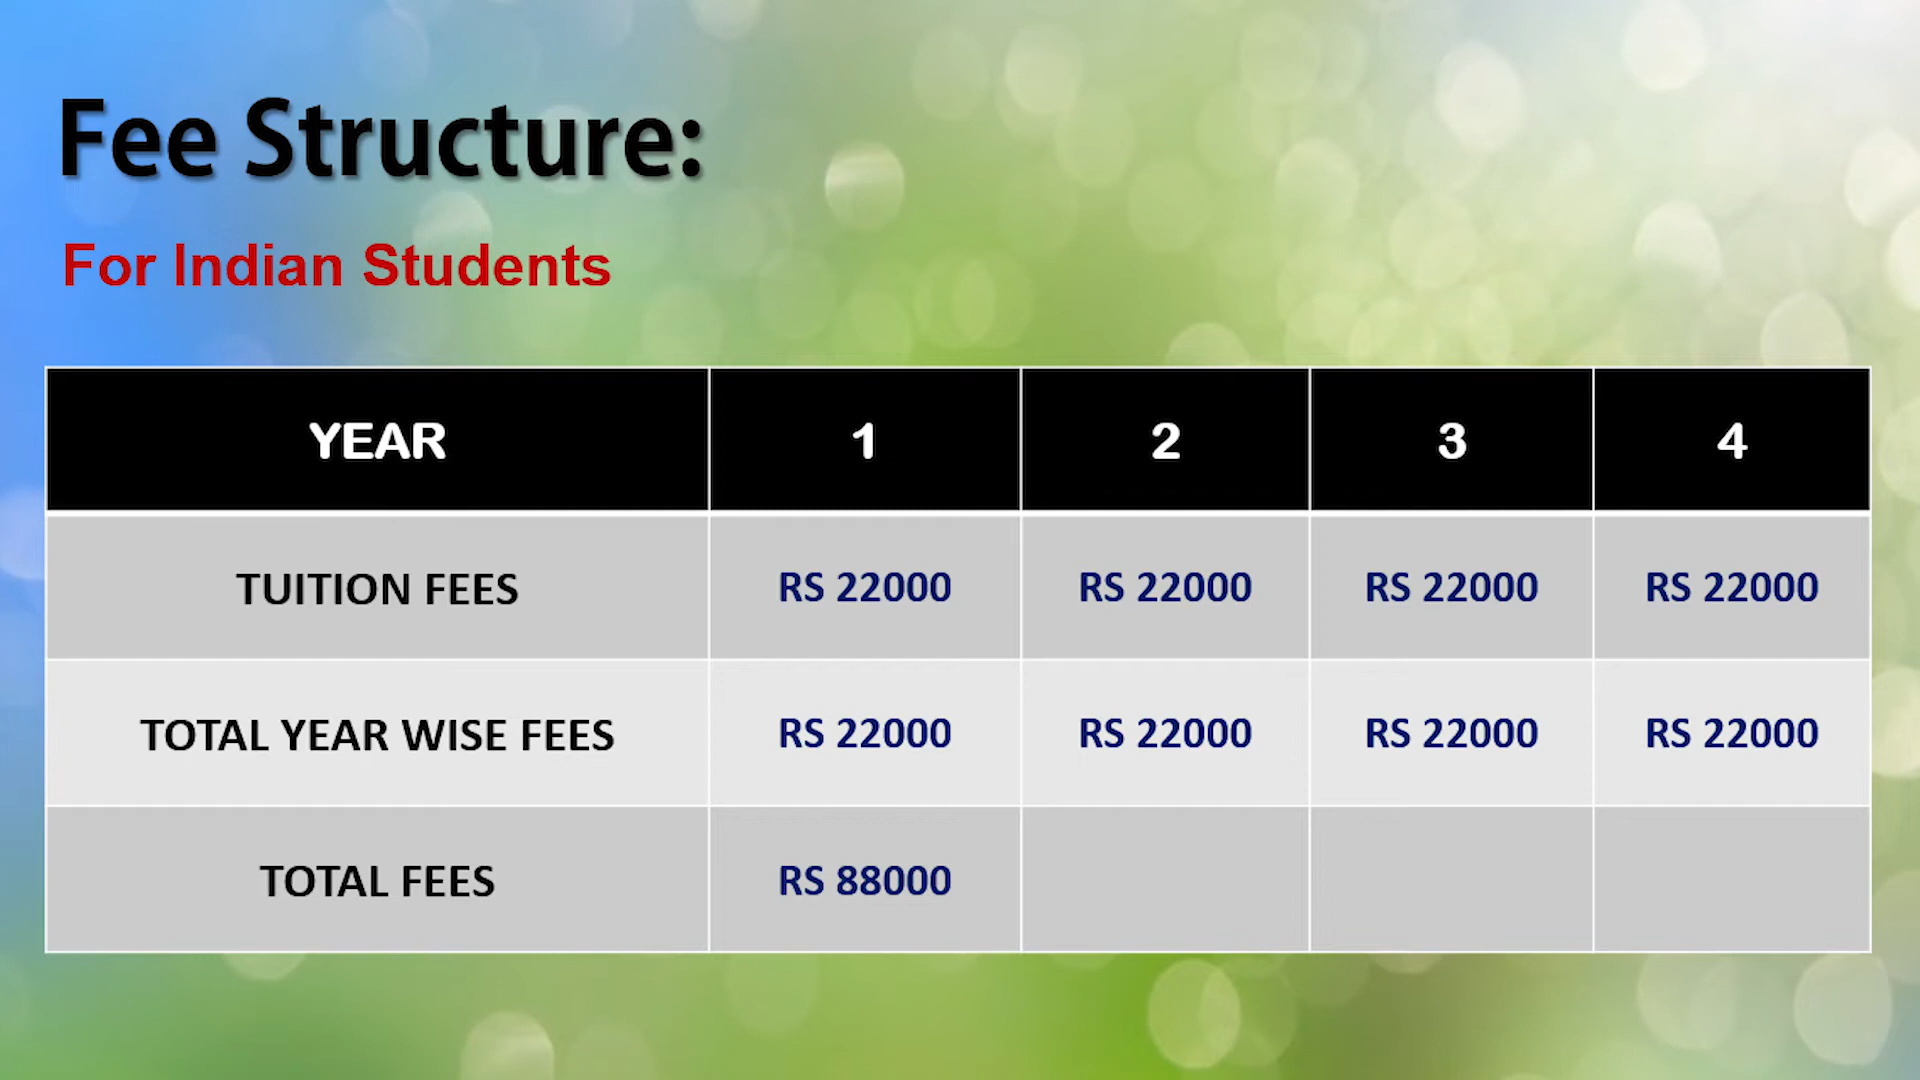 Fee Structure:
For Indian Students
YEAR 1 2 3 4
TUITION FEES RS 22000 RS 22000 RS 22000 RS 22000
TOTAL YEAR WISE FEES RS 22000 RS 22000 RS 22000 RS 22000
TOTAL FEES RS 88000